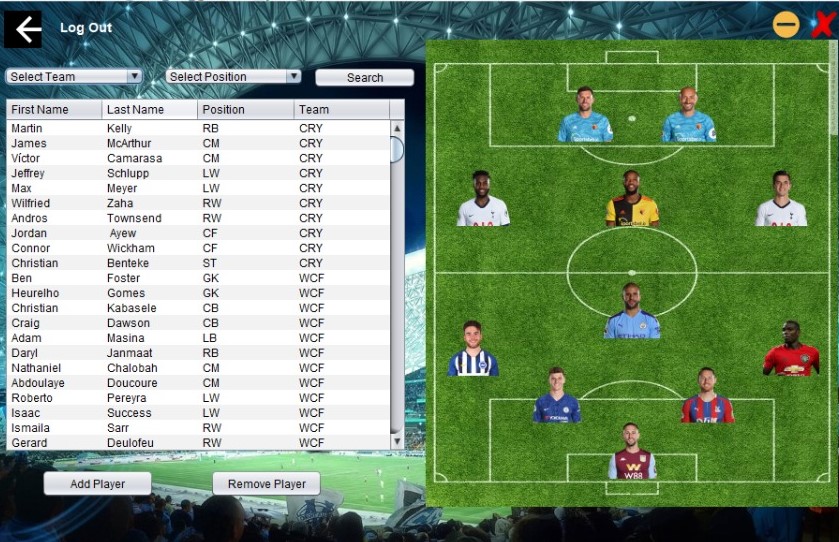 Log Out
Select Team Select Position Search
First Name Last Name Position Team
Martin Kelly RB CRY
James McArthur CM CRY
Víctor Camarasa CM CRY
Jeffrey Schlupp LW CRY
Max Meyer LW CRY
Wilfried Zaha RW CRY
Andros Townsend RW CRY
Jordan Ayew CF CRY
Connor Wickham CF CRY
Christian Benteke ST CRY
Ben Foster GK WCF
Heurelho Gomes GK WCF
Christian Kabasele CB WCF
Craig Dawson CB WCF
Adam Masina LB WCF
Daryl Janmaat RB WCF
Nathaniel Chalobah CM WCF
Abdoulaye Doucoure CM WCF
Roberto Pereyra LW WCF
Isaac Success LW WCF
Ismaila Sarr RW WCF
Gerard Deulofeu RW WCF
Add Player Remove Player
W88